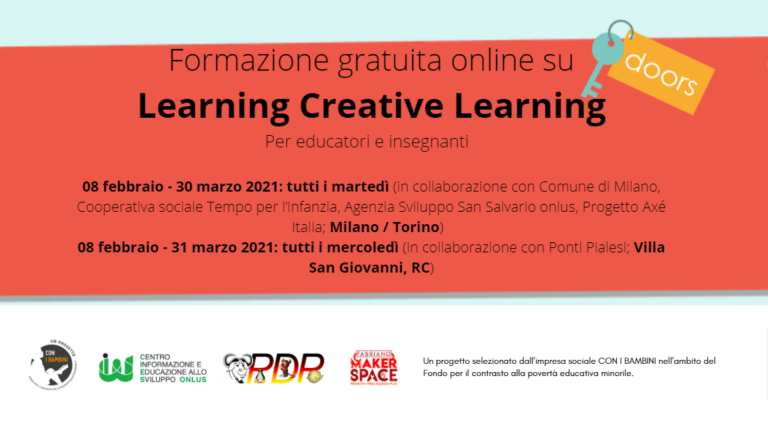 Formazione gratuita online su
doors
Learning Creative Learning
Per educatori e insegnanti
08 febbraio - 30 marzo 2021: tutti i martedì (in collaborazione con Comune di Milano,
Cooperativa sociale Tempo per l'infanzia, Agenzia Sviluppo San Salvario onlus, Progetto Axé
Italia; Milano / Torino)
08 febbraio - 31 marzo 2021: tutti i mercoledì (in collaborazione con Ponti Pialesi; Villa
San Giovanni, RC)
UN PROGETTO
CON
I BAMBINI
CENTRO
INFORMAZIONE E
EDUCAZIONE ALLO
SVILUPPO ONLUS
PDP
FABRIANO
MAKER
SPACE
Un progetto selezionato dall'impresa sociale CON I BAMBINI nell'ambito del
Fondo per il contrasto alla povertà educativa minorile.